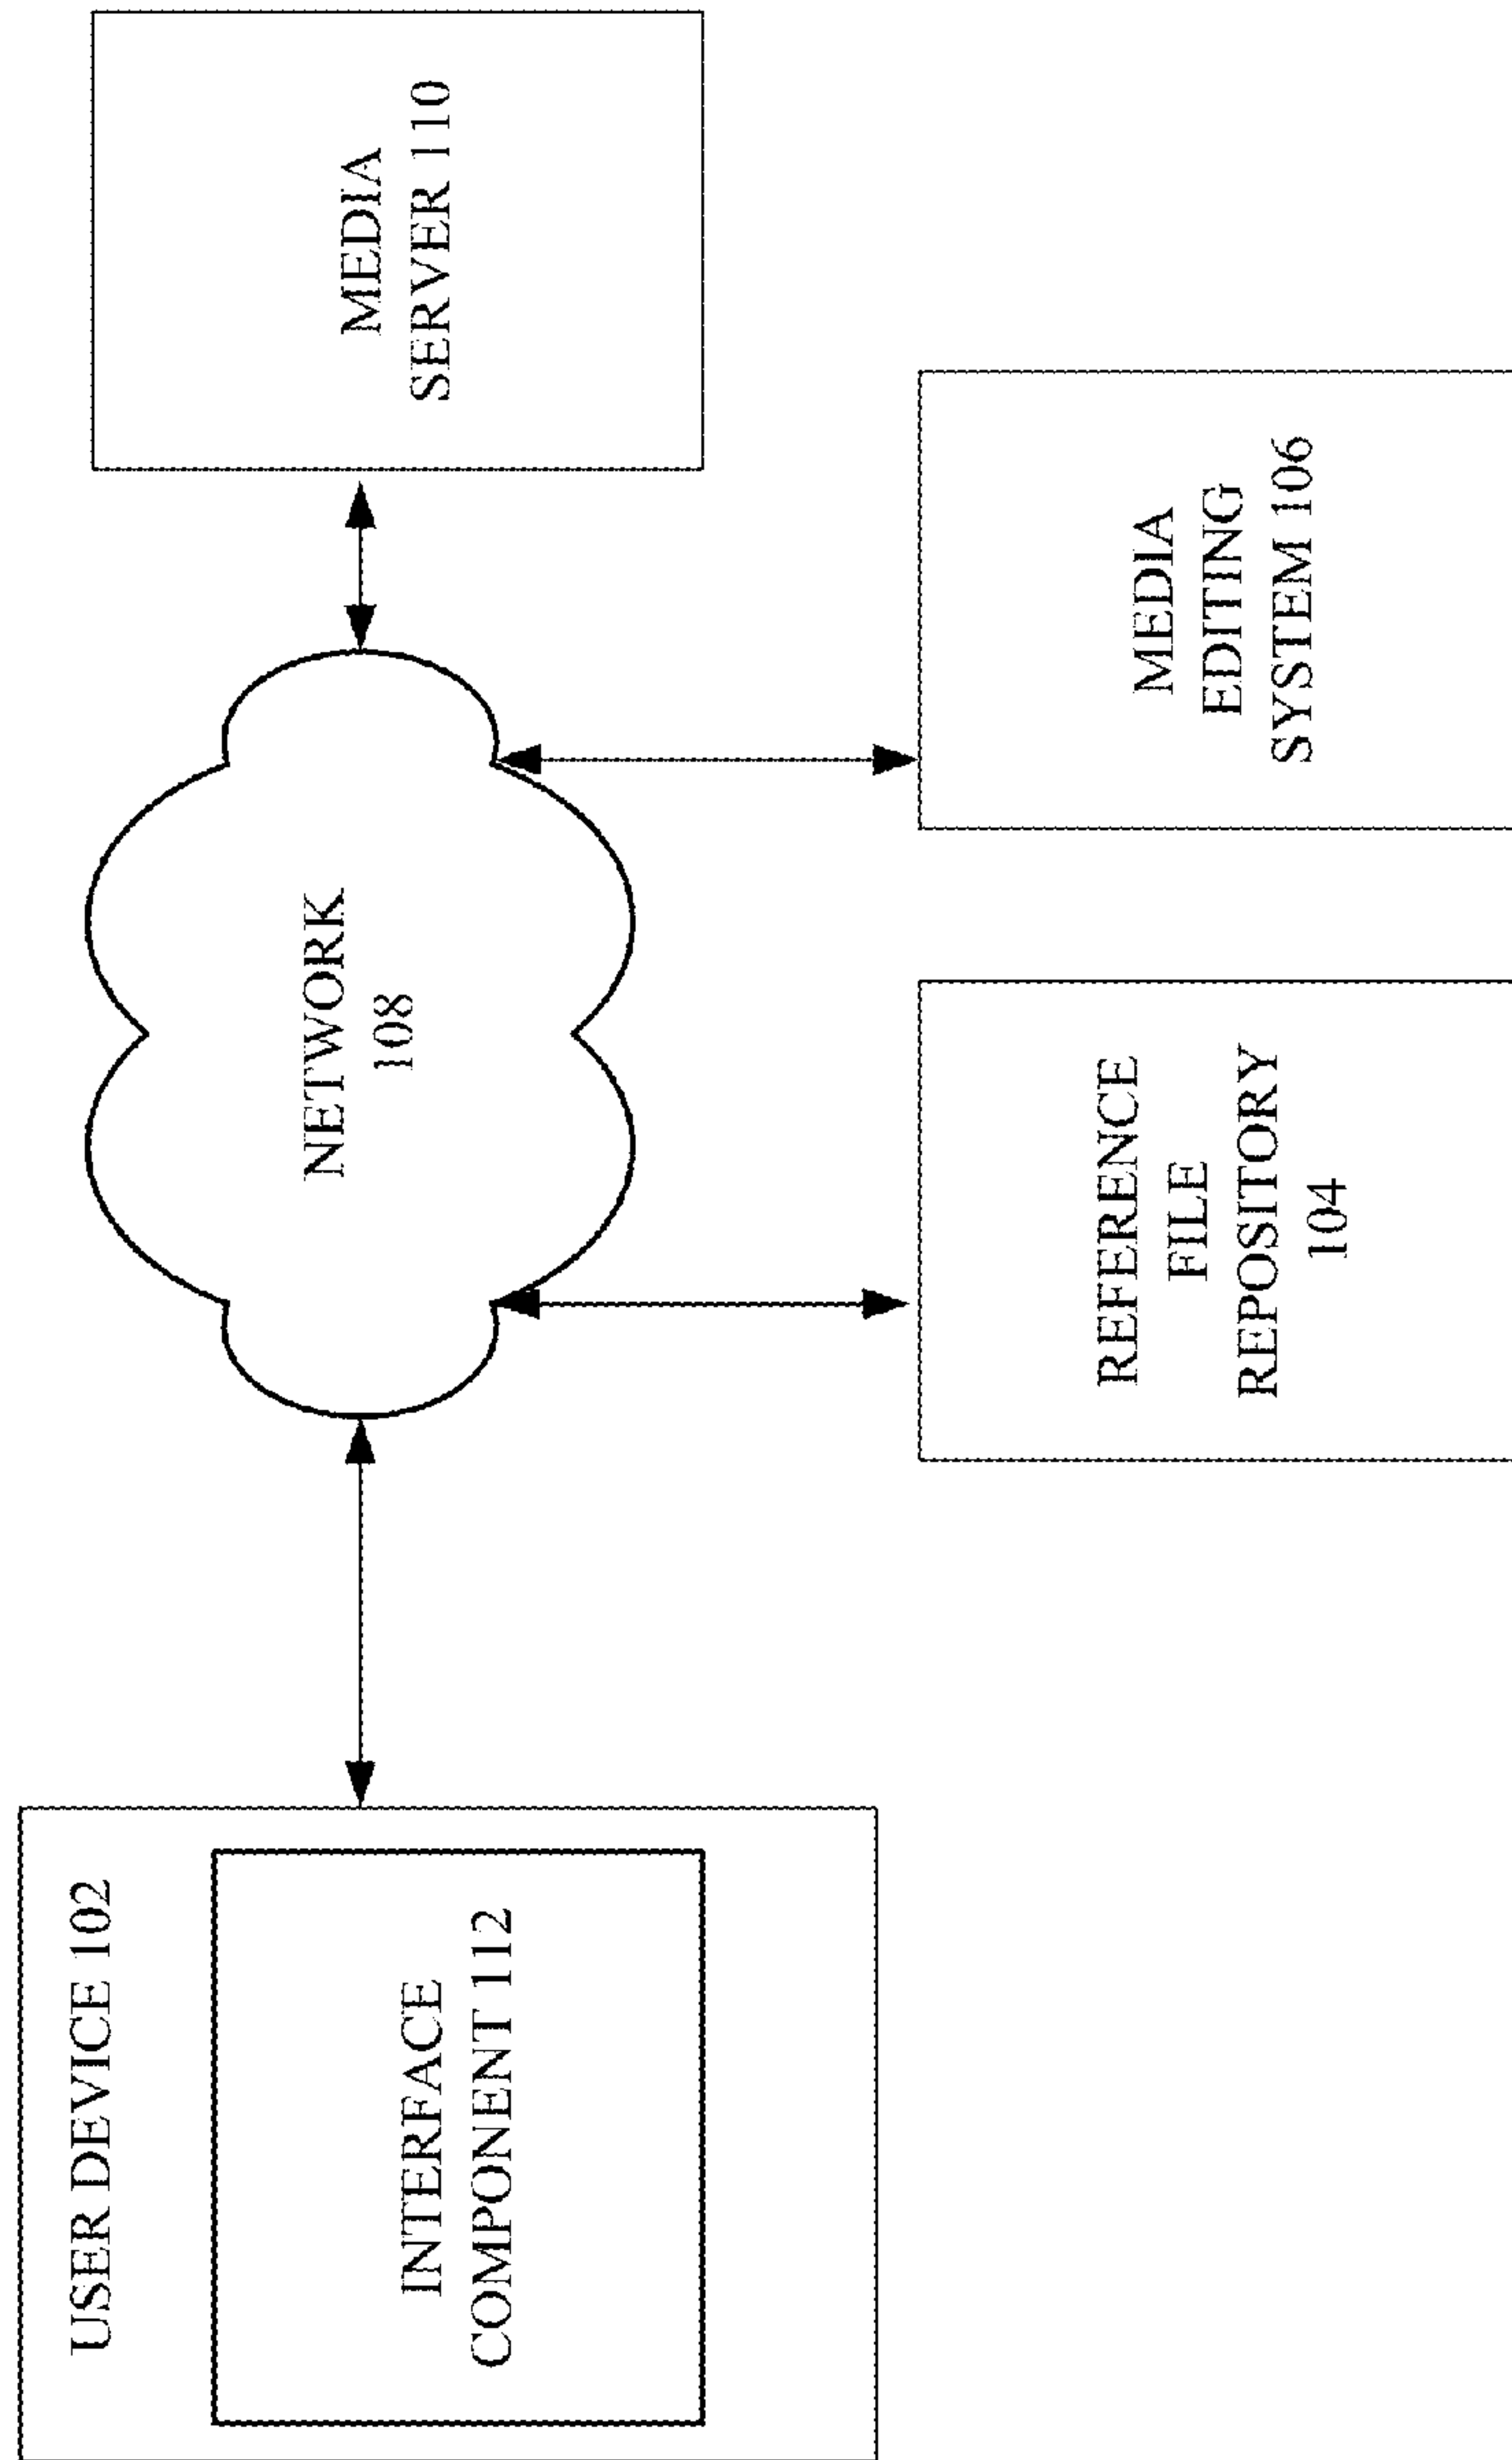 USER DEVICE 102
INTERFACE
COMPONENT 112
NETWORK
108
MEDIA
SERVER 110
REFERENCE
FILE
REPOSITORY
104
MEDIA
EDITING
SYSTEM 106